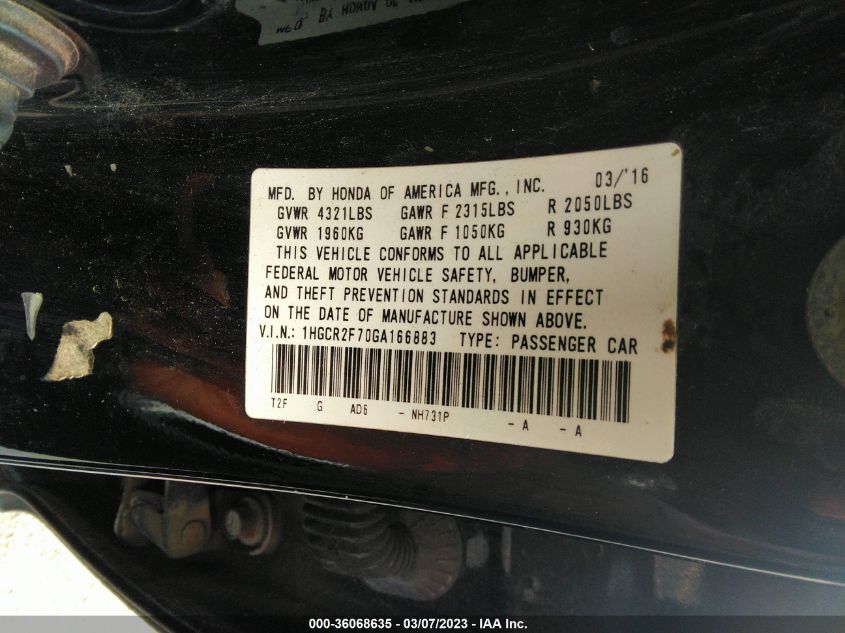 MFD. BY HONDA OF AMERICA MFG., INC. 03/'16
GVWR 4321LBS GAWR F 2315LBS R 2050LBS
GVWR 1960KG GAWR F 1050KG R 930KG
THIS VEHICLE CONFORMS TO ALL APPLICABLE
FEDERAL MOTOR VEHICLE SAFETY, BUMPER,
AND THEFT PREVENTION STANDARDS IN EFFECT
ON THE DATE OF MANUFACTURE SHOWN ABOVE.
V.I.N.: 1HGCR2F70GA166883 TYPE: PASSENGER CAR
T2F G AD6 - NH731P - A - A
000-36068635 - 03/07/2023 - IAA Inc.